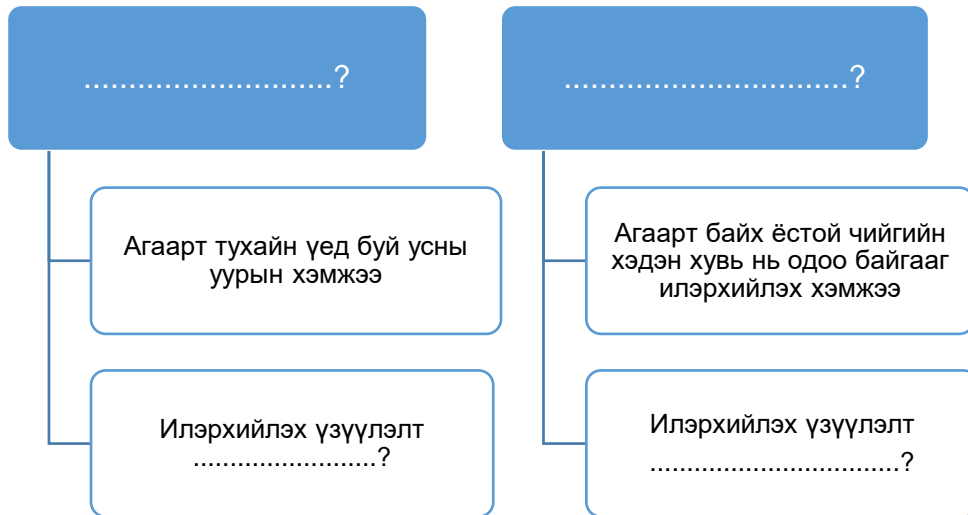 ............................?
................................?
Агаарт тухайн үед буй усны
уурын хэмжээ
Агаарт байх ёстой чийгийн
хэдэн хувь нь одоо байгааг
илэрхийлэх хэмжээ
Илэрхийлэх үзүүлэлт
.........................?
Илэрхийлэх үзүүлэлт
..................................?